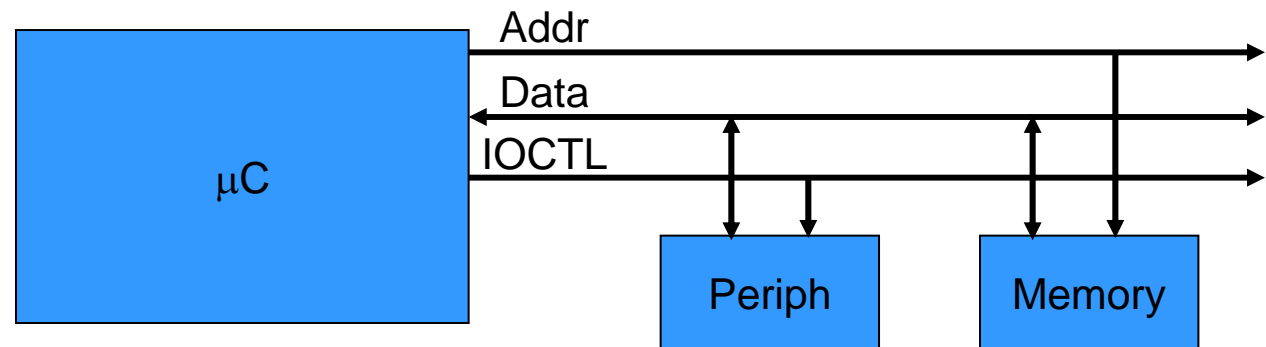 Addr
Data
IOCTL
μC
Periph
Memory